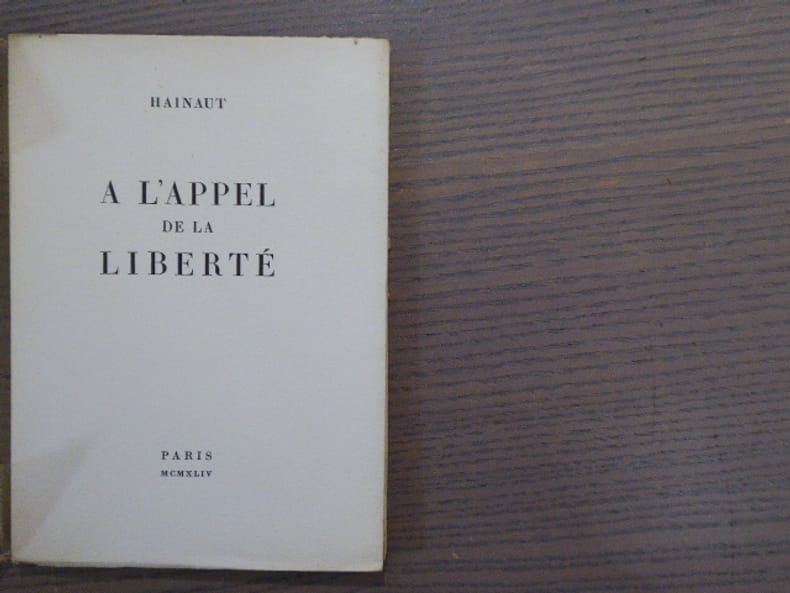 HAINAUT
A L'APPEL
DE LA
LIBERTÉ
PARIS
MCMXLIV